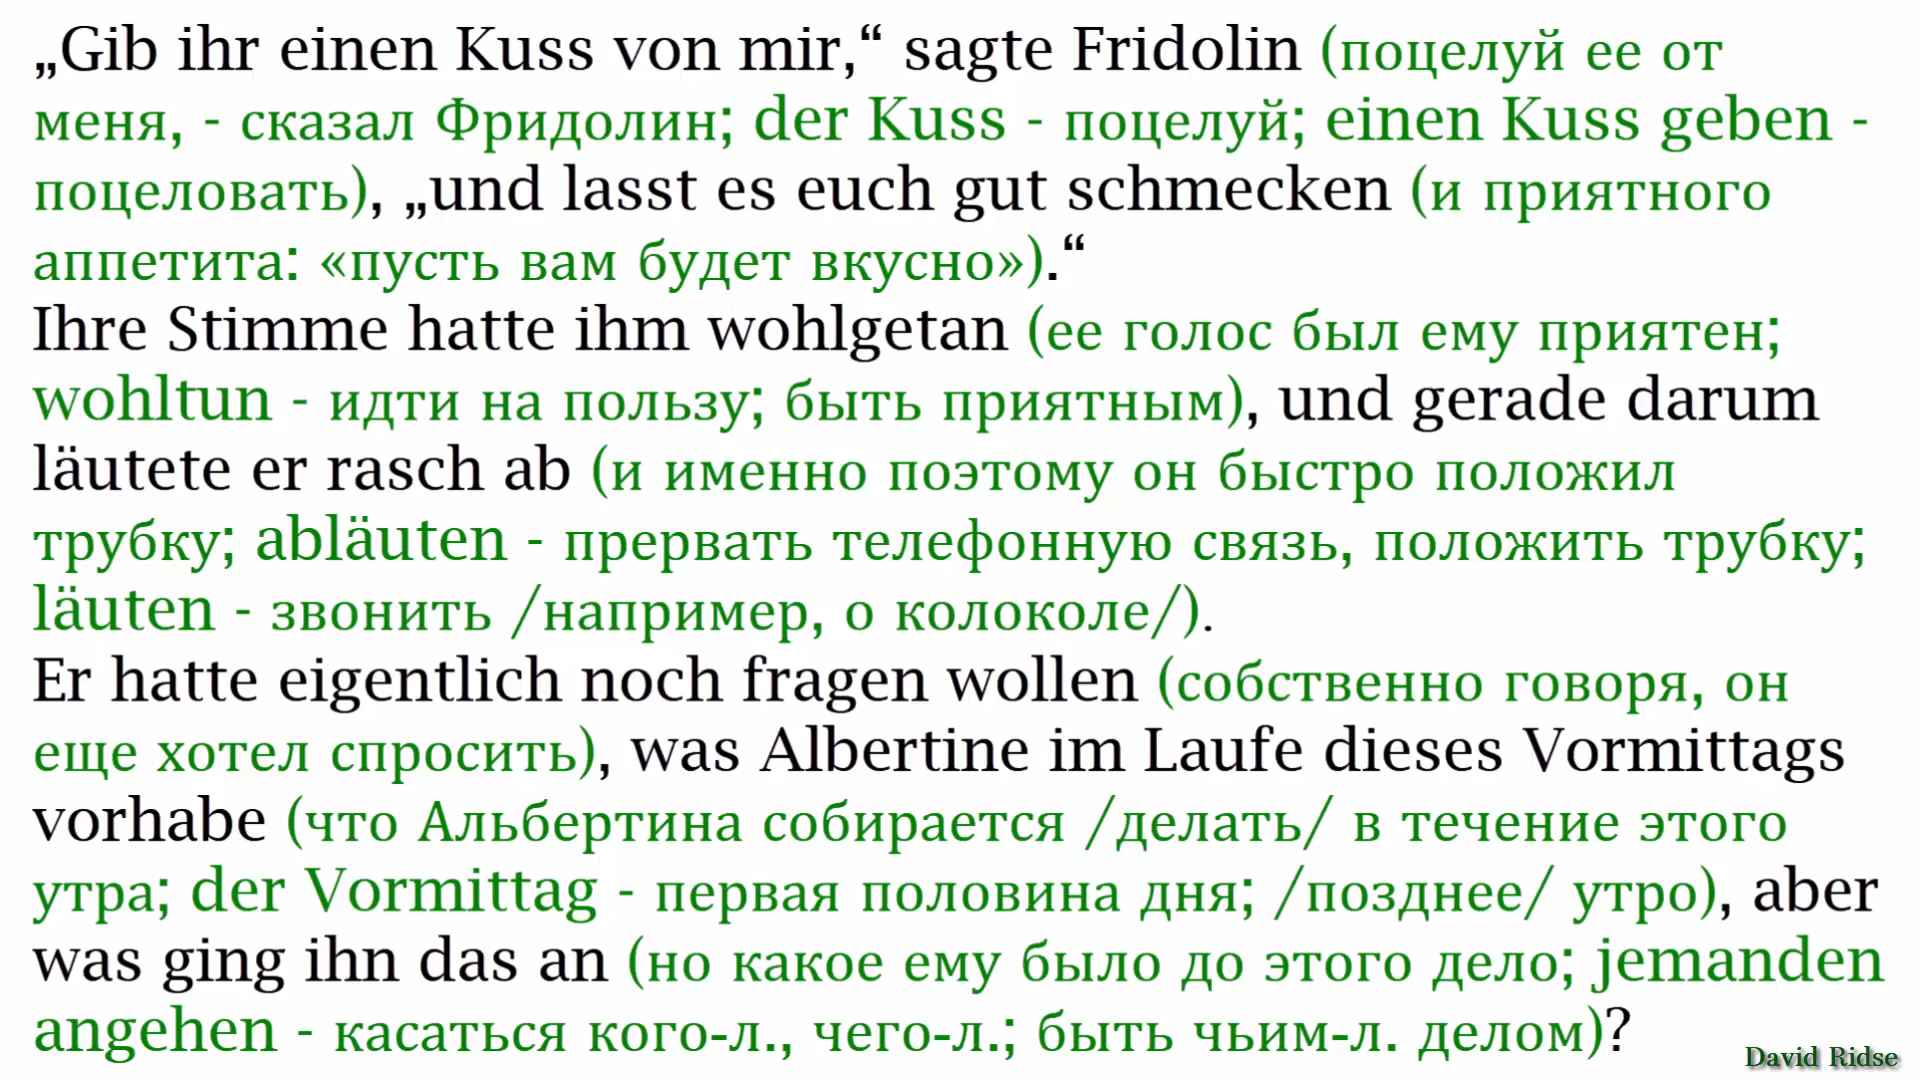 „Gib ihr einen Kuss von mir,“ sagte Fridolin (поцелуй ее от
меня, - сказал Фридолин; der Kuss - поцелуй; einen Kuss geben -
поцеловать), „und lasst es euch gut schmecken (и приятного
аппетита: «пусть вам будет вкусно»).“
Ihre Stimme hatte ihm wohlgetan (ее голос был ему приятен;
wohltun - идти на пользу; быть приятным), und gerade darum
läutete er rasch ab (и именно поэтому он быстро положил
трубку; abläuten - прервать телефонную связь, положить трубку;
läuten - звонить /например, о колоколе/).
Er hatte eigentlich noch fragen wollen (собственно говоря, он
еще хотел спросить), was Albertine im Laufe dieses Vormittags
vorhabe (что Альбертина собирается /делать/ в течение этого
утра; der Vormittag - первая половина дня; /позднее/ утро), aber
was ging ihn das an (но какое ему было до этого дело; jemanden
angehen - касаться кого-л., чего-л.; быть чьим-л. делом)?
David Ridse